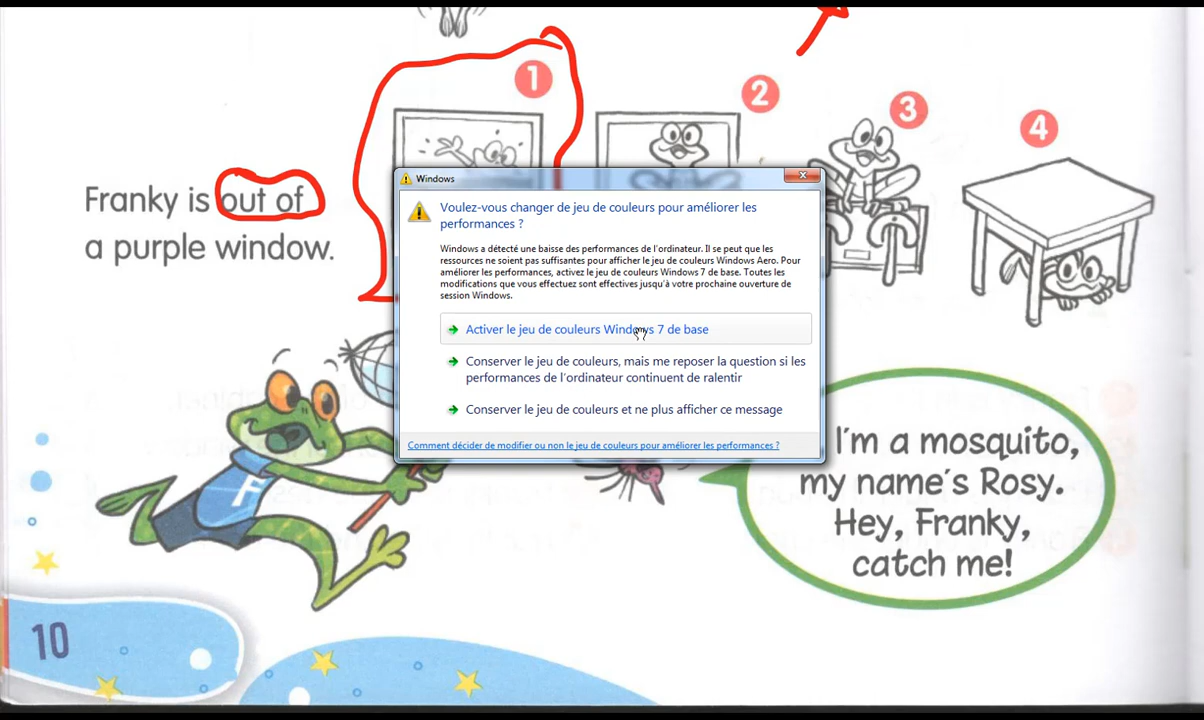 1
2
3
4
Franky is out of
a purple window.
Windows
Voulez-vous changer de jeu de couleurs pour améliorer les
performances ?
Windows a détecté une baisse des performances de l'ordinateur. Il se peut que les
ressources ne soient pas suffisantes pour afficher le jeu de couleurs Windows Aero. Pour
améliorer les performances, activez le jeu de couleurs Windows 7 de base. Toutes les
modifications que vous effectuez sont effectives jusqu'à votre prochaine ouverture de
session Windows.
Activer le jeu de couleurs Windows 7 de base
Conserver le jeu de couleurs, mais me reposer la question si les
performances de l'ordinateur continuent de ralentir
Conserver le jeu de couleurs et ne plus afficher ce message
Comment décider de modifier ou non le jeu de couleurs pour améliorer les performances ?
I'm a mosquito,
my name's Rosy.
Hey, Franky,
catch me!
F
10